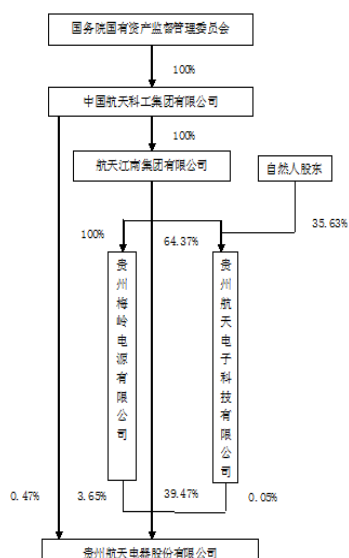 国务院国有资产监督管理委员会
100%
中国航天科工集团有限公司
100%
航天江南集团有限公司
自然人股东
35.63%
100%
64.37%
贵州梅岭电源有限公司
贵州航天电子科技有限公司
0.47%
3.65%
39.47%
0.05%
贵州航天电器股份有限公司